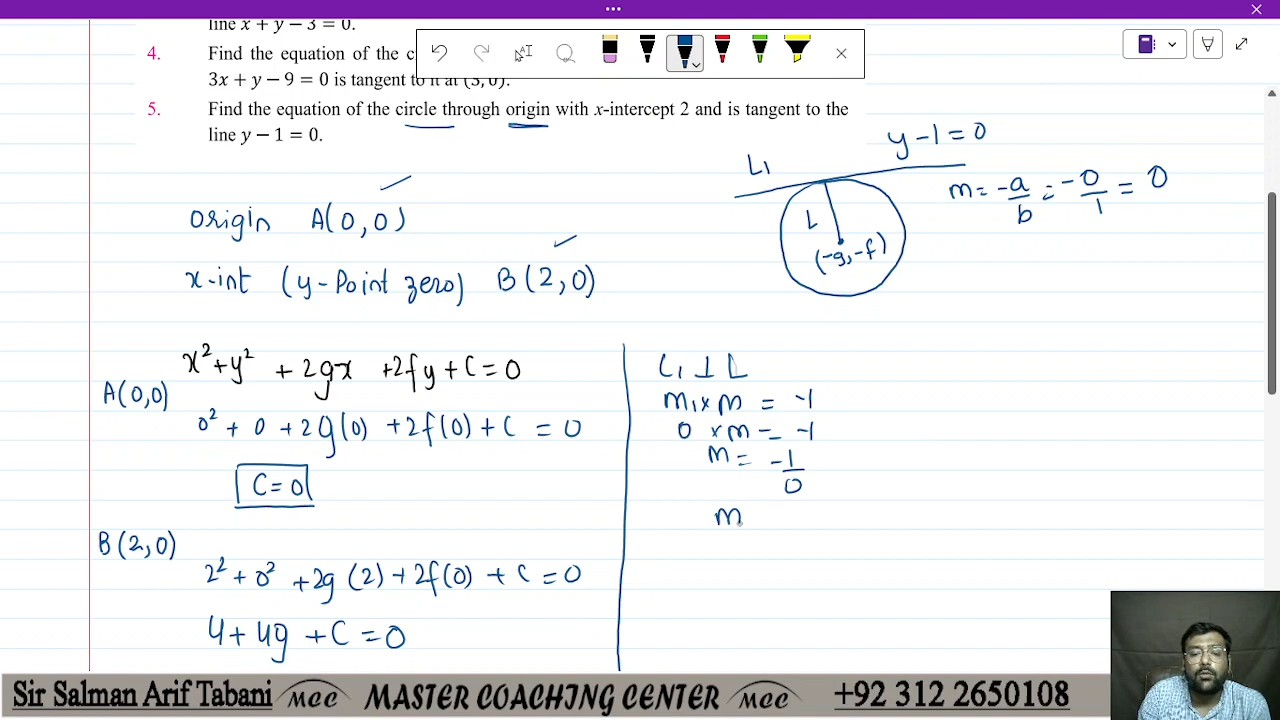 line x + y − 3 = 0.
4. Find the equation of the c
3x + y − 9 = 0 is tangent to it at (3, 0).
5. Find the equation of the circle through origin with x-intercept 2 and is tangent to the
line y − 1 = 0.
y-1=0
L1
m = -a/b = -0/1 = 0
L
(-g,-f)
origin A(0,0)
x-int (y-Point zero) B(2,0)
x² + y² + 2gx + 2fy + C = 0
A(0,0)
0² + 0 + 2g(0) + 2f(0) + C = 0
C = 0
B(2,0)
2² + 0² + 2g(2) + 2f(0) + C = 0
4 + 4g + C = 0
L1 ⊥ L
m1 × m = -1
0 × m = -1
m = -1/0
m
Sir Salman Arif Tabani MCC MASTER COACHING CENTER MCC +92 312 2650108